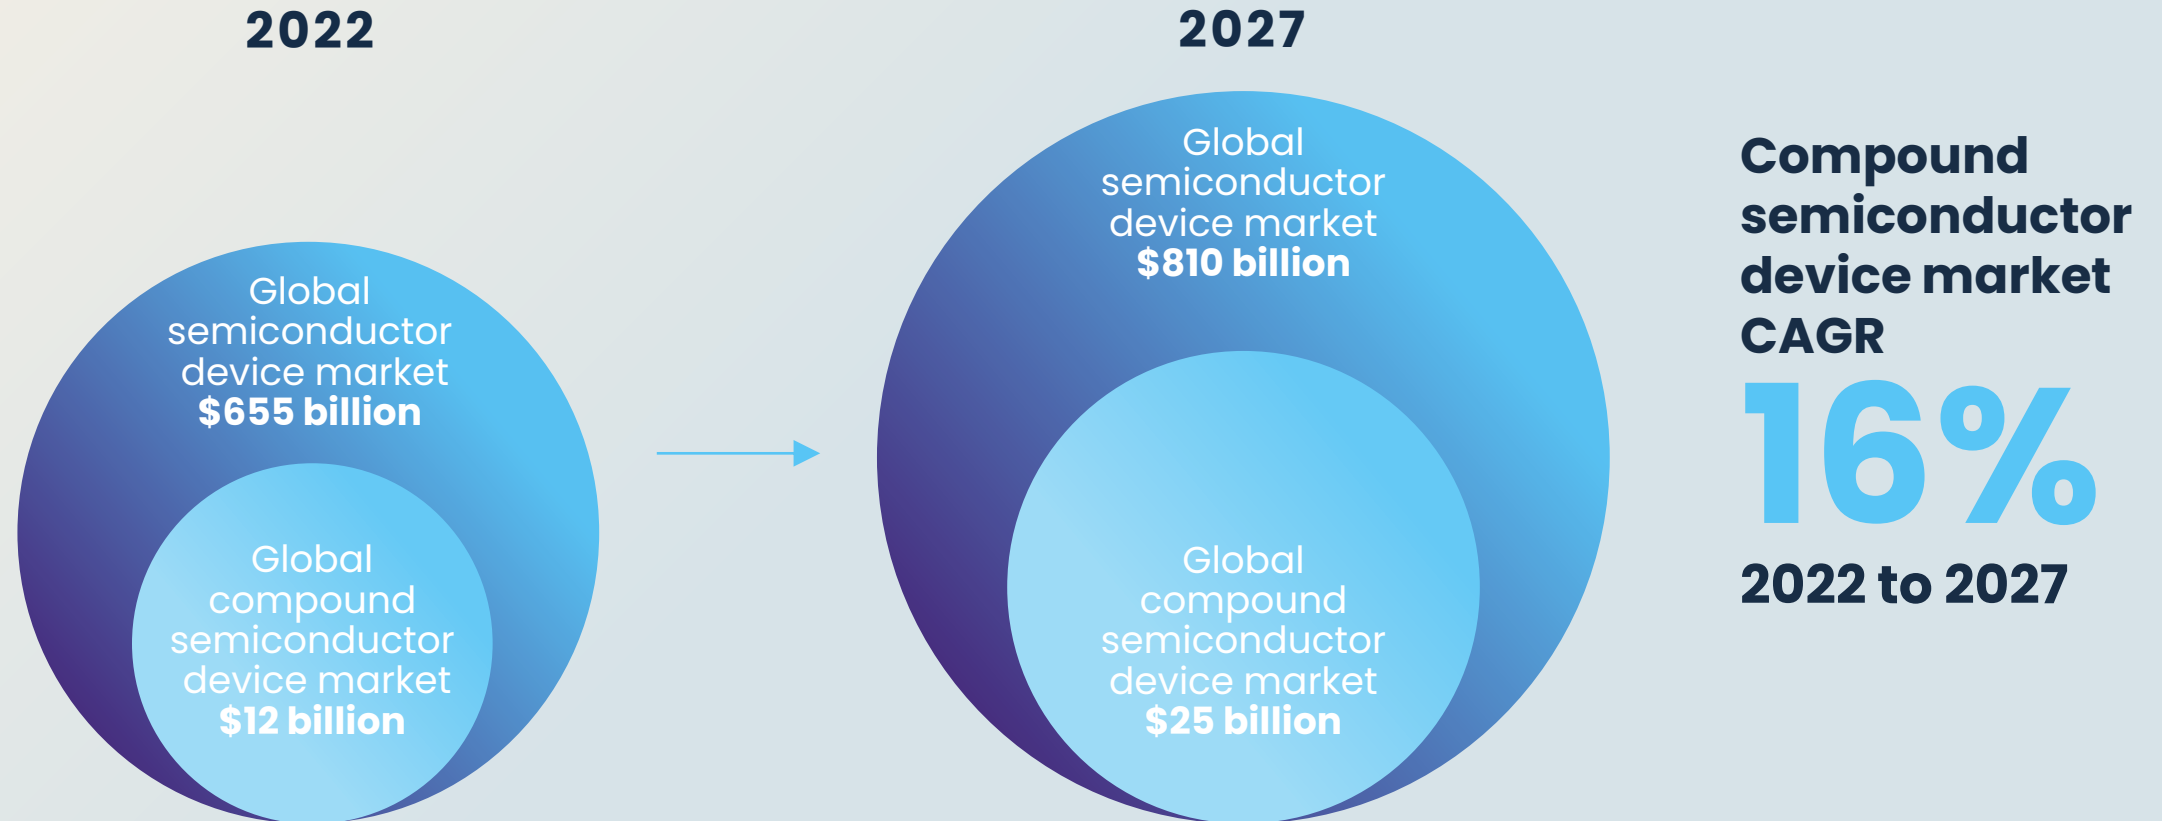 2022
Global
semiconductor
device market
$655 billion
Global
compound
semiconductor
device market
$12 billion
2027
Global
semiconductor
device market
$810 billion
Global
compound
semiconductor
device market
$25 billion
Compound
semiconductor
device market
CAGR
16%
2022 to 2027